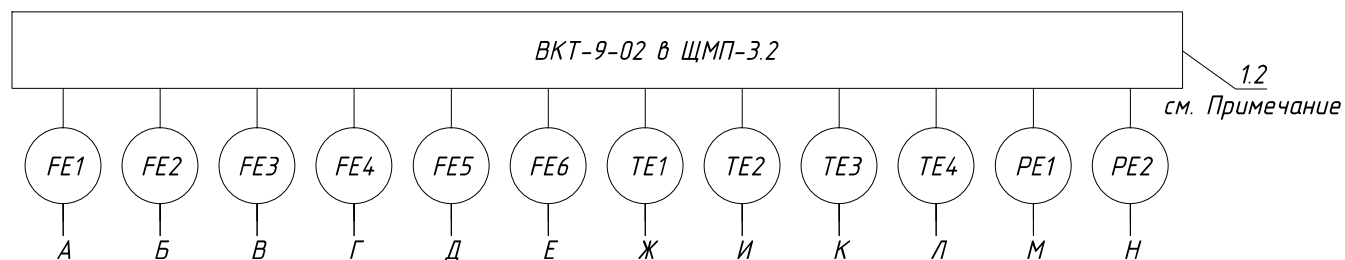 ВКТ-9-02 в ЩМП-3.2
1.2
см. Примечание
FE1 FE2 FE3 FE4 FE5 FE6 TE1 TE2 TE3 TE4 PE1 PE2
А Б В Г Д Е Ж И К Л М Н